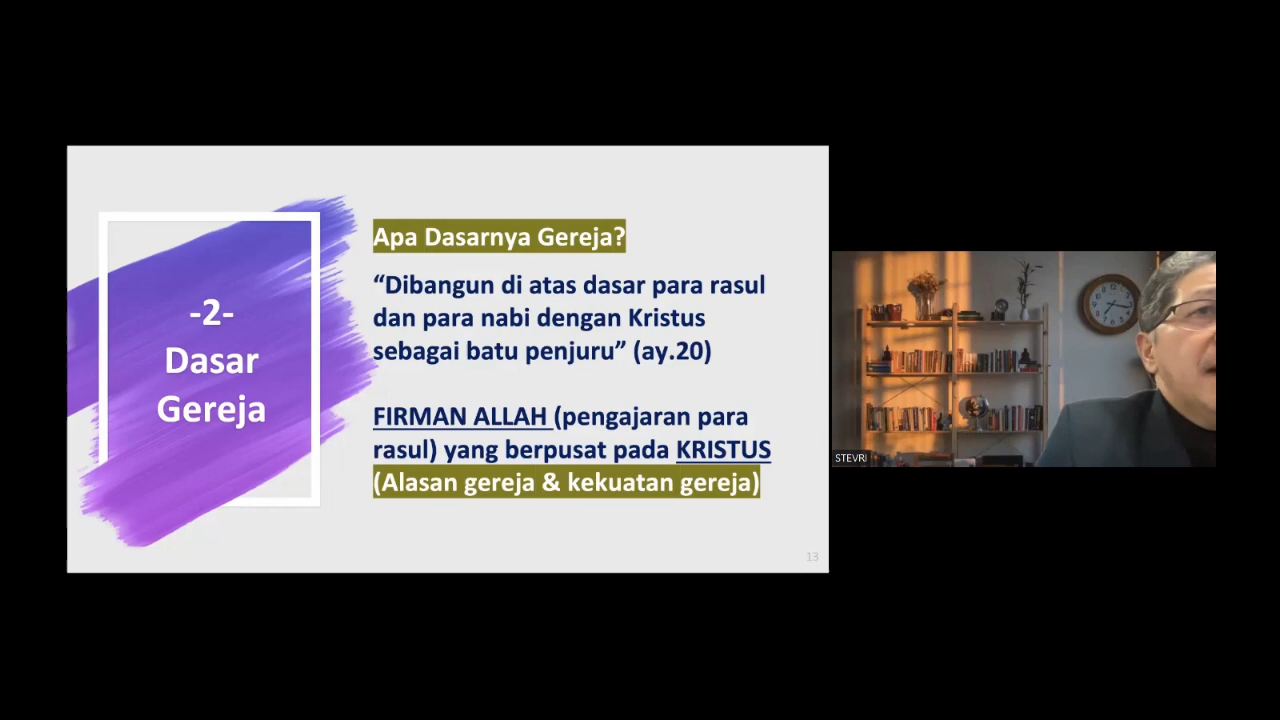 -2-
Dasar
Gereja
Apa Dasarnya Gereja?
“Dibangun di atas dasar para rasul
dan para nabi dengan Kristus
sebagai batu penjuru” (ay.20)
FIRMAN ALLAH (pengajaran para
rasul) yang berpusat pada KRISTUS
(Alasan gereja & kekuatan gereja)
13
STEVRI